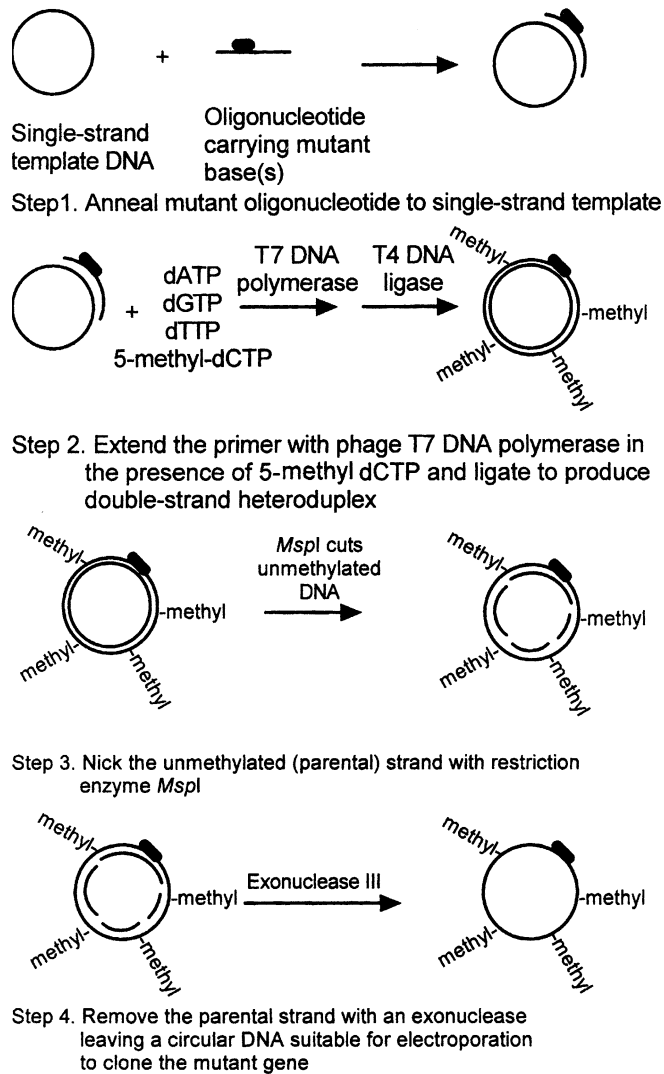 +
Single-strand
template DNA
Oligonucleotide
carrying mutant
base(s)
Step1. Anneal mutant oligonucleotide to single-strand template
+
dATP
dGTP
dTTP
5-methyl-dCTP
T7 DNA
polymerase
T4 DNA
ligase
methyl-
-methyl
methyl-
-methyl
Step 2. Extend the primer with phage T7 DNA polymerase in
the presence of 5-methyl dCTP and ligate to produce
double-strand heteroduplex
methyl-
-methyl
methyl-
-methyl
MspI cuts
unmethylated
DNA
methyl-
-methyl
methyl-
-methyl
Step 3. Nick the unmethylated (parental) strand with restriction
enzyme MspI
methyl-
-methyl
methyl-
-methyl
Exonuclease III
methyl-
-methyl
methyl-
-methyl
Step 4. Remove the parental strand with an exonuclease
leaving a circular DNA suitable for electroporation
to clone the mutant gene